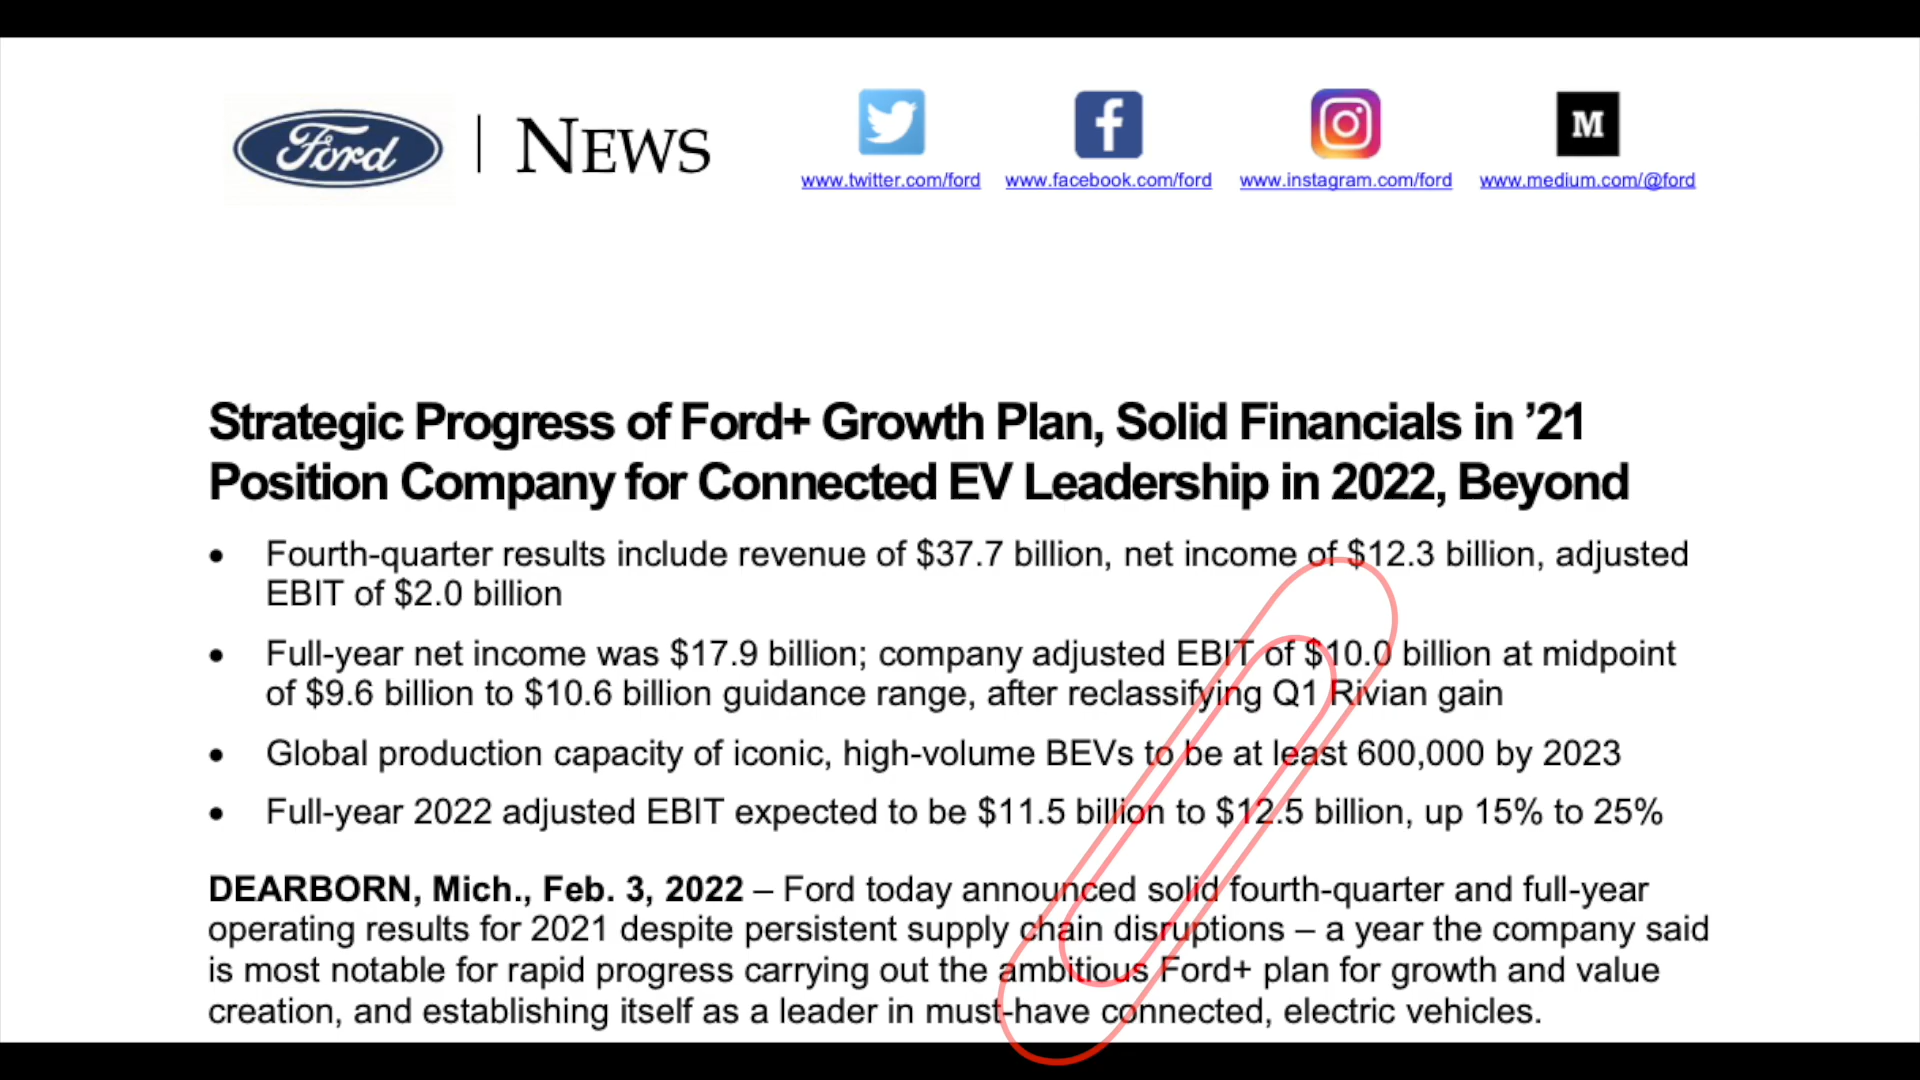 Ford | NEWS
www.twitter.com/ford www.facebook.com/ford www.instagram.com/ford M www.medium.com/@ford
Strategic Progress of Ford+ Growth Plan, Solid Financials in ’21
Position Company for Connected EV Leadership in 2022, Beyond
• Fourth-quarter results include revenue of $37.7 billion, net income of $12.3 billion, adjusted
EBIT of $2.0 billion
• Full-year net income was $17.9 billion; company adjusted EBIT of $10.0 billion at midpoint
of $9.6 billion to $10.6 billion guidance range, after reclassifying Q1 Rivian gain
• Global production capacity of iconic, high-volume BEVs to be at least 600,000 by 2023
• Full-year 2022 adjusted EBIT expected to be $11.5 billion to $12.5 billion, up 15% to 25%
DEARBORN, Mich., Feb. 3, 2022 – Ford today announced solid fourth-quarter and full-year
operating results for 2021 despite persistent supply chain disruptions – a year the company said
is most notable for rapid progress carrying out the ambitious Ford+ plan for growth and value
creation, and establishing itself as a leader in must-have connected, electric vehicles.